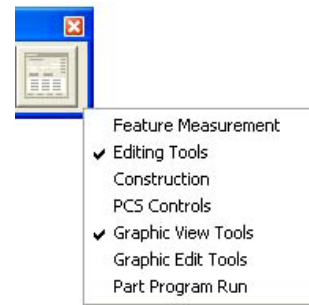 Feature Measurement
Editing Tools
Construction
PCS Controls
Graphic View Tools
Graphic Edit Tools
Part Program Run